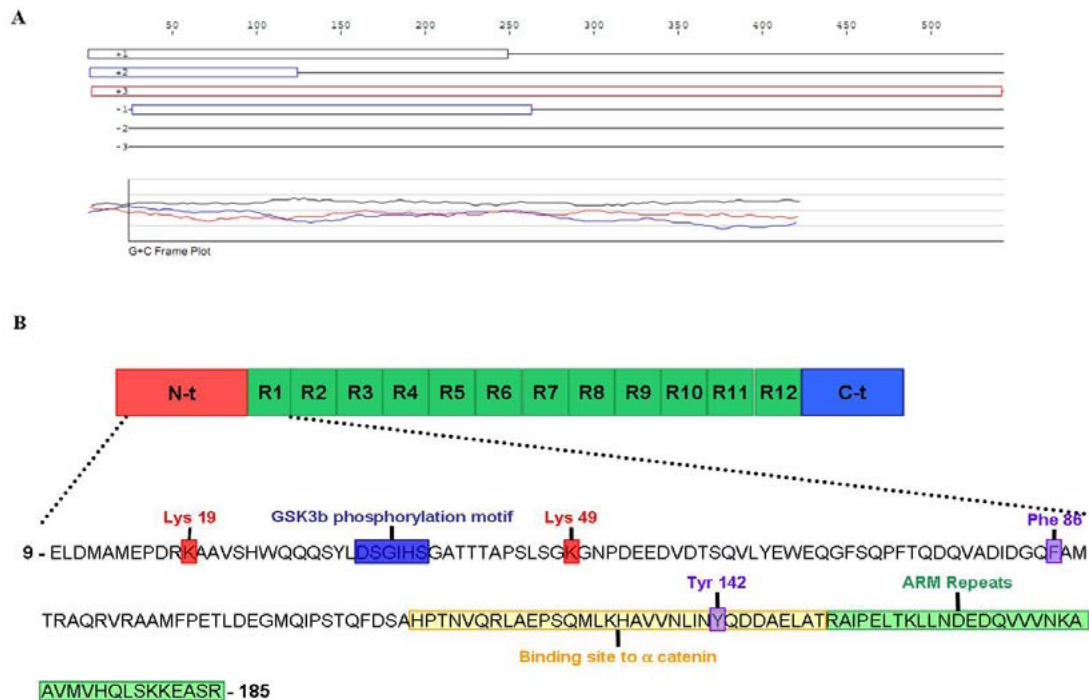 A
50 100 150 200 250 300 350 400 450 500
+1
+2
+3
-1
-2
-3
G+C Frame Plot
B
N-t R1 R2 R3 R4 R5 R6 R7 R8 R9 R10 R11 R12 C-t
Lys 19 GSK3b phosphorylation motif Lys 49 Phe 86
9 - ELDMAMEPDRKAAVSHWQQQSYLDSGIHSGATTTAPSLSGKGNPDEEDVDTSQVLYEWEQGFSQPFTQDQVADIDGQFAM
Tyr 142 ARM Repeats
TRAQRVRAAMFPETLDEGMQIPSTQFDSAHPTNVQRLAEPSQMLKHAVVNLINYQDDAELATRAIPELTKLLNDEDQVVVNKA
Binding site to α catenin
AVMVHQLSKKEASR - 185